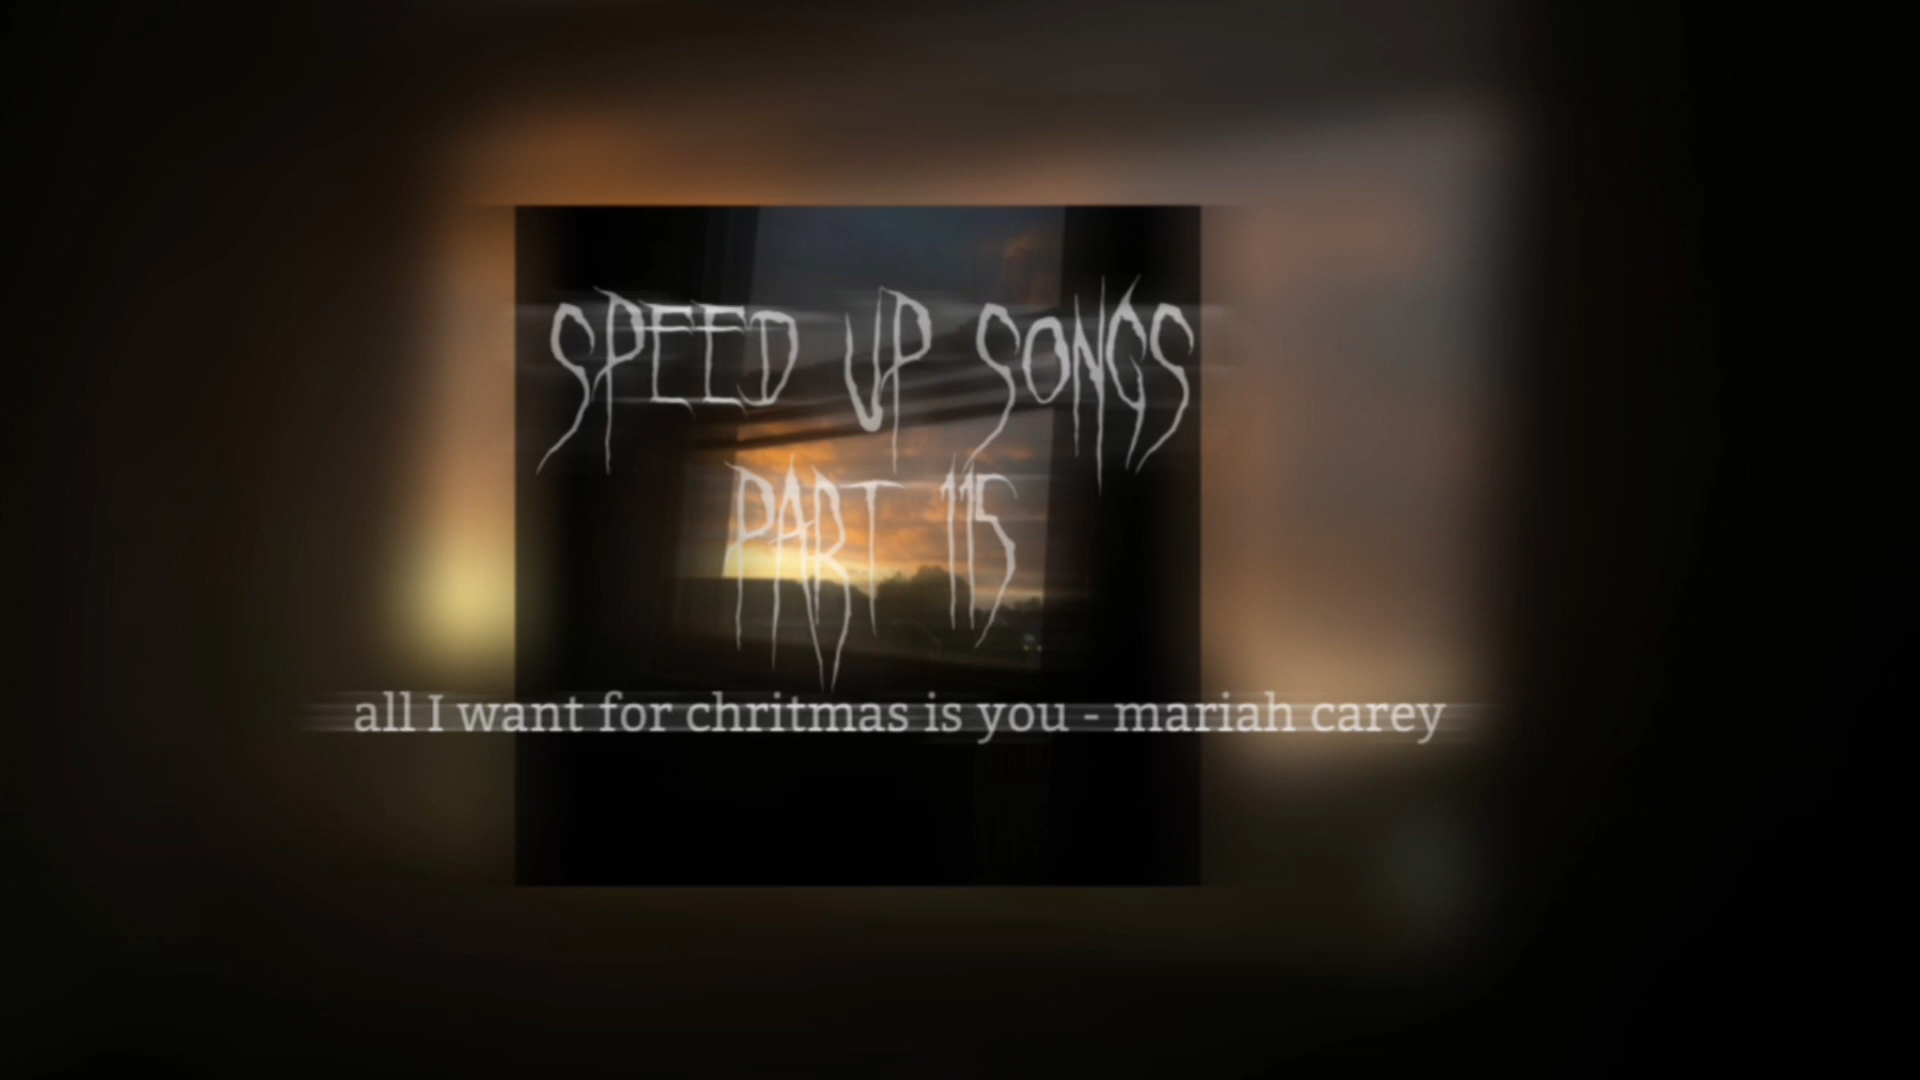 SPEED UP SONGS
PART 115
all I want for chritmas is you - mariah carey